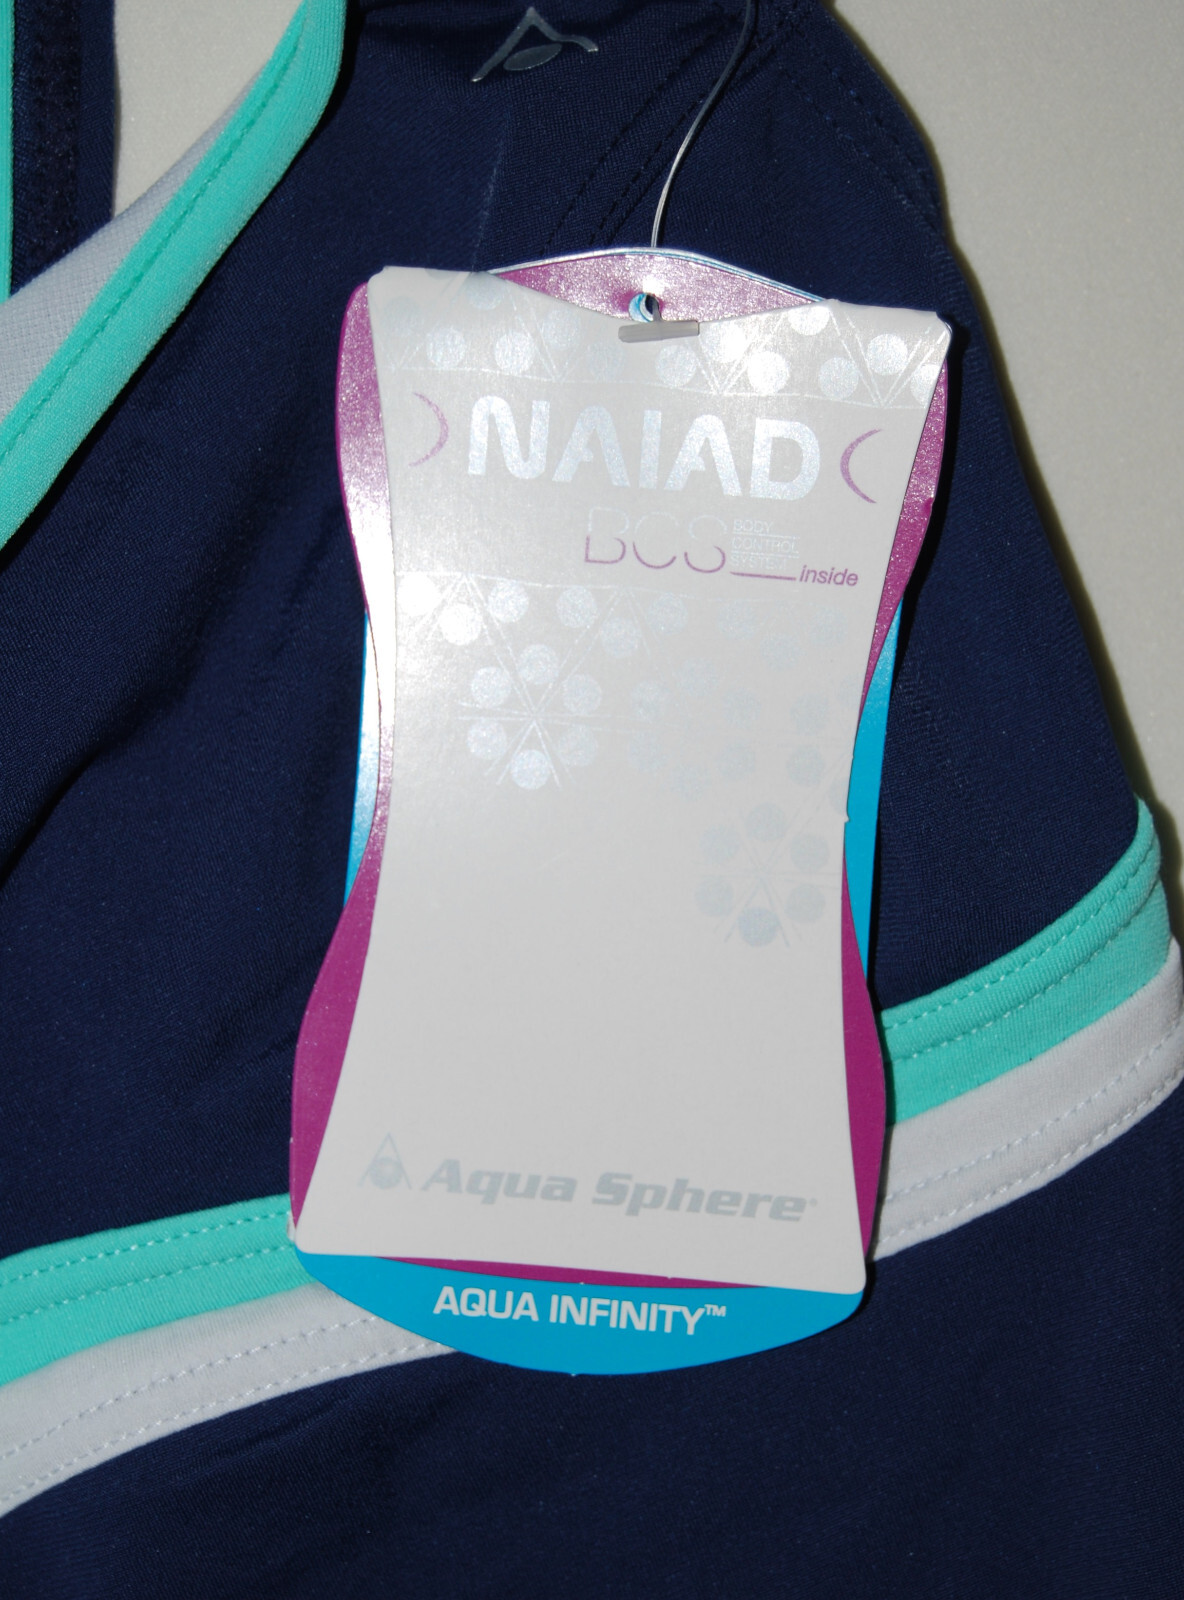 NAIAD
BCS BODY
CONTROL
SYSTEM
inside
Aqua Sphere
AQUA INFINITY™